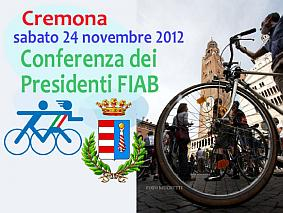 Cremona
sabato 24 novembre 2012
Conferenza dei
Presidenti FIAB